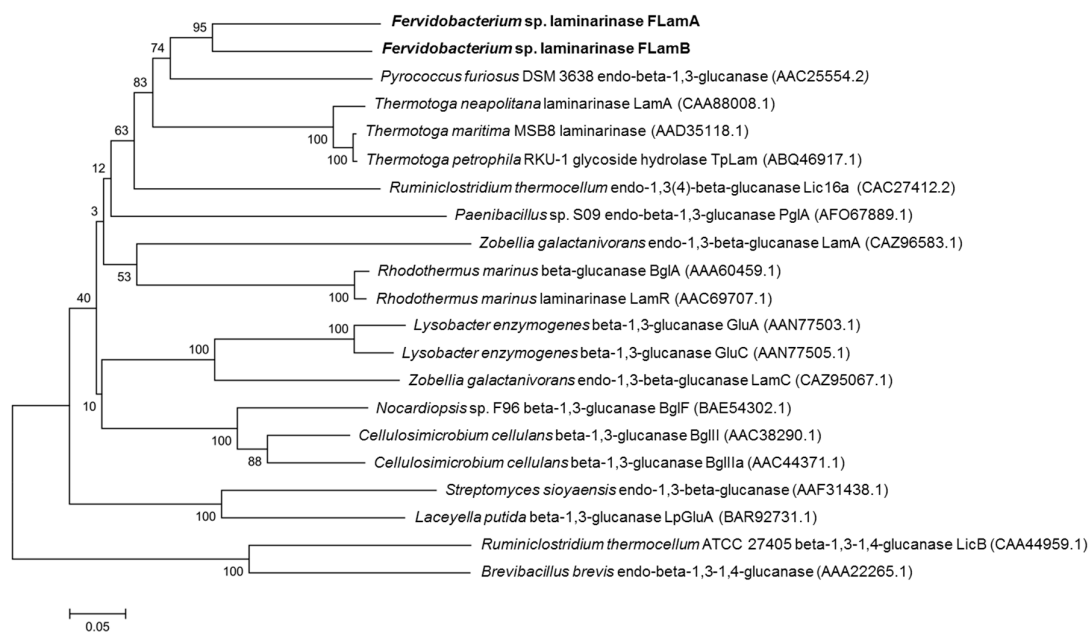 Fervidobacterium sp. laminarinase FLamA
95
Fervidobacterium sp. laminarinase FLamB
74
Pyrococcus furiosus DSM 3638 endo-beta-1,3-glucanase (AAC25554.2)
83
Thermotoga neapolitana laminarinase LamA (CAA88008.1)
100
Thermotoga maritima MSB8 laminarinase (AAD35118.1)
63
100
Thermotoga petrophila RKU-1 glycoside hydrolase TpLam (ABQ46917.1)
12
Ruminiclostridium thermocellum endo-1,3(4)-beta-glucanase Lic16a (CAC27412.2)
3
Paenibacillus sp. S09 endo-beta-1,3-glucanase PglA (AFO67889.1)
Zobellia galactanivorans endo-1,3-beta-glucanase LamA (CAZ96583.1)
53
Rhodothermus marinus beta-glucanase BglA (AAA60459.1)
40
100
Rhodothermus marinus laminarinase LamR (AAC69707.1)
Lysobacter enzymogenes beta-1,3-glucanase GluA (AAN77503.1)
100
100
Lysobacter enzymogenes beta-1,3-glucanase GluC (AAN77505.1)
Zobellia galactanivorans endo-1,3-beta-glucanase LamC (CAZ95067.1)
10
Nocardiopsis sp. F96 beta-1,3-glucanase BglF (BAE54302.1)
100
Cellulosimicrobium cellulans beta-1,3-glucanase BglII (AAC38290.1)
88
Cellulosimicrobium cellulans beta-1,3-glucanase BglIIa (AAC44371.1)
Streptomyces sioyaensis endo-1,3-beta-glucanase (AAF31438.1)
100
Laceyella putida beta-1,3-glucanase LpGluA (BAR92731.1)
Ruminiclostridium thermocellum ATCC 27405 beta-1,3-1,4-glucanase LicB (CAA44959.1)
100
Brevibacillus brevis endo-beta-1,3-1,4-glucanase (AAA22265.1)
0.05